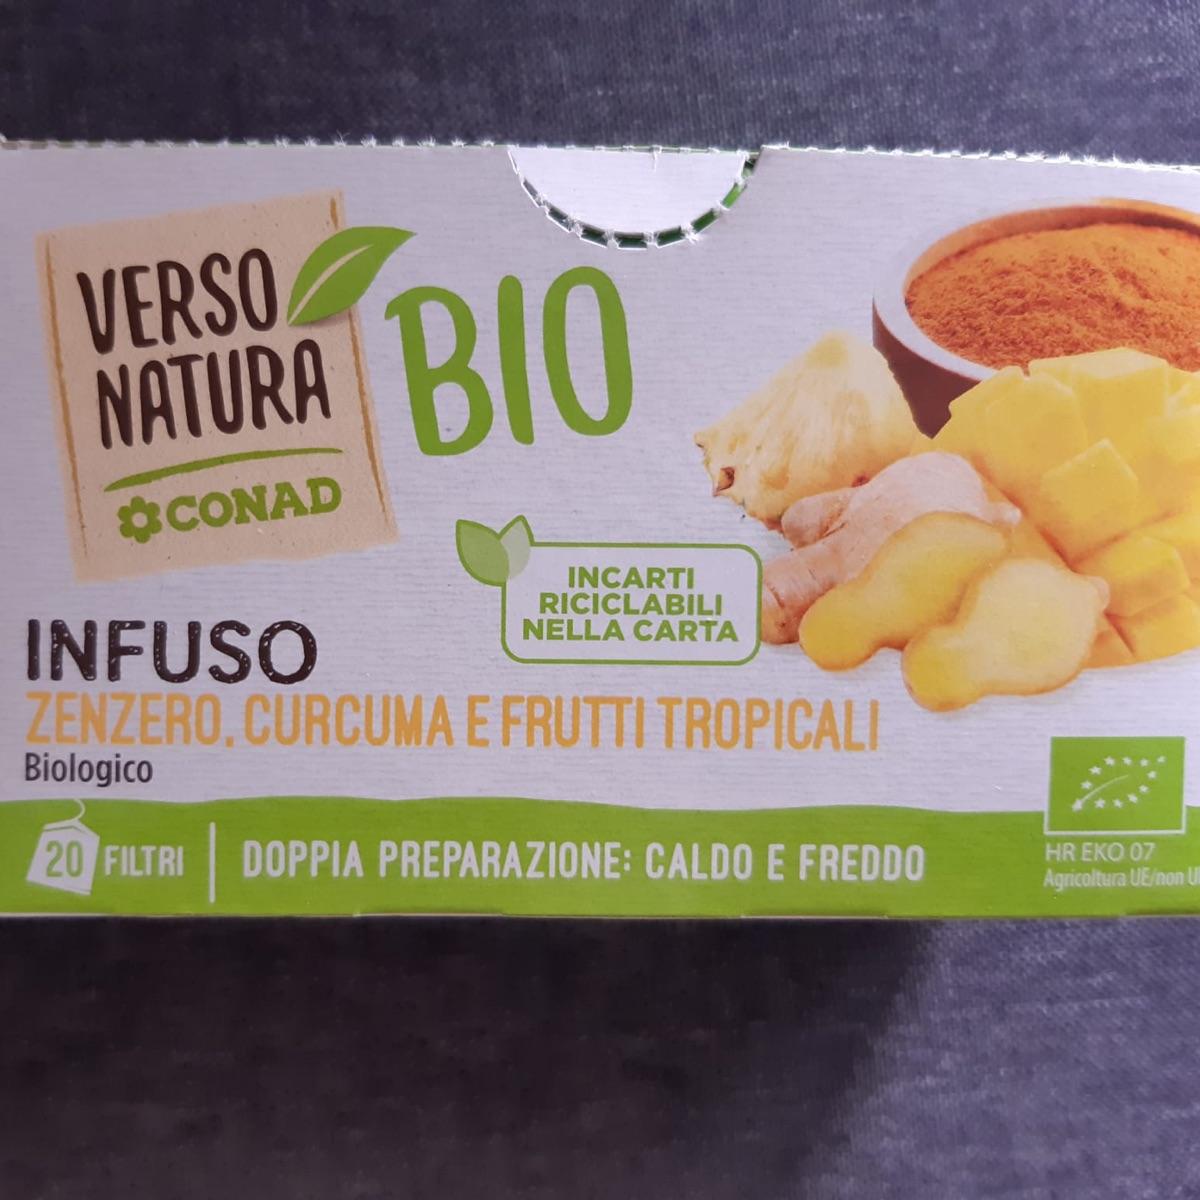 VERSO
NATURA
CONAD
BIO
INCARTI
RICICLABILI
NELLA CARTA
INFUSO
ZENZERO, CURCUMA E FRUTTI TROPICALI
Biologico
20 FILTRI
DOPPIA PREPARAZIONE: CALDO E FREDDO
HR EKO 07
Agricoltura UE/non